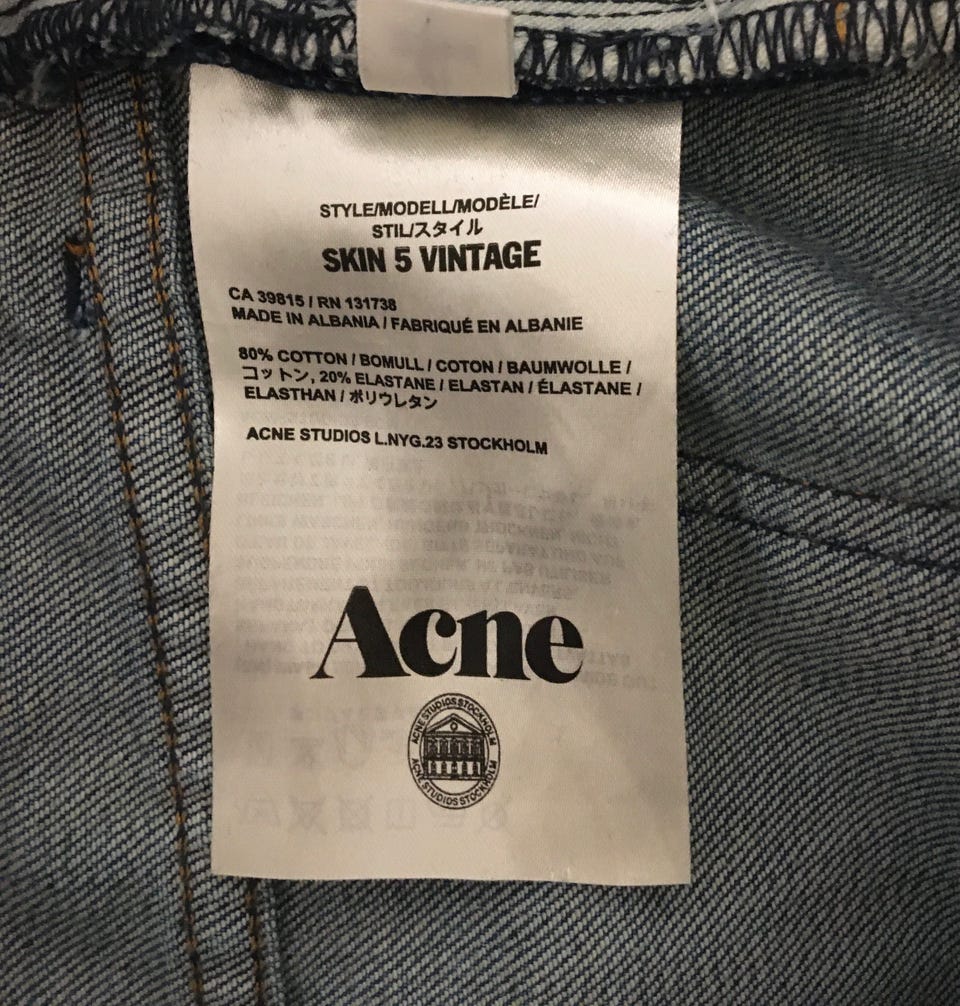 STYLE/MODELL/MODÈLE/
STIL/スタイル
SKIN 5 VINTAGE
CA 39815 / RN 131738
MADE IN ALBANIA / FABRIQUÉ EN ALBANIE
80% COTTON / BOMULL / COTON / BAUMWOLLE /
コットン, 20% ELASTANE / ELASTAN / ÉLASTANE /
ELASTHAN / ポリウレタン
ACNE STUDIOS L.NYG.23 STOCKHOLM
Acne
ACNE STUDIOS STOCKHOLM
ACNE STUDIOS STOCKHOLM